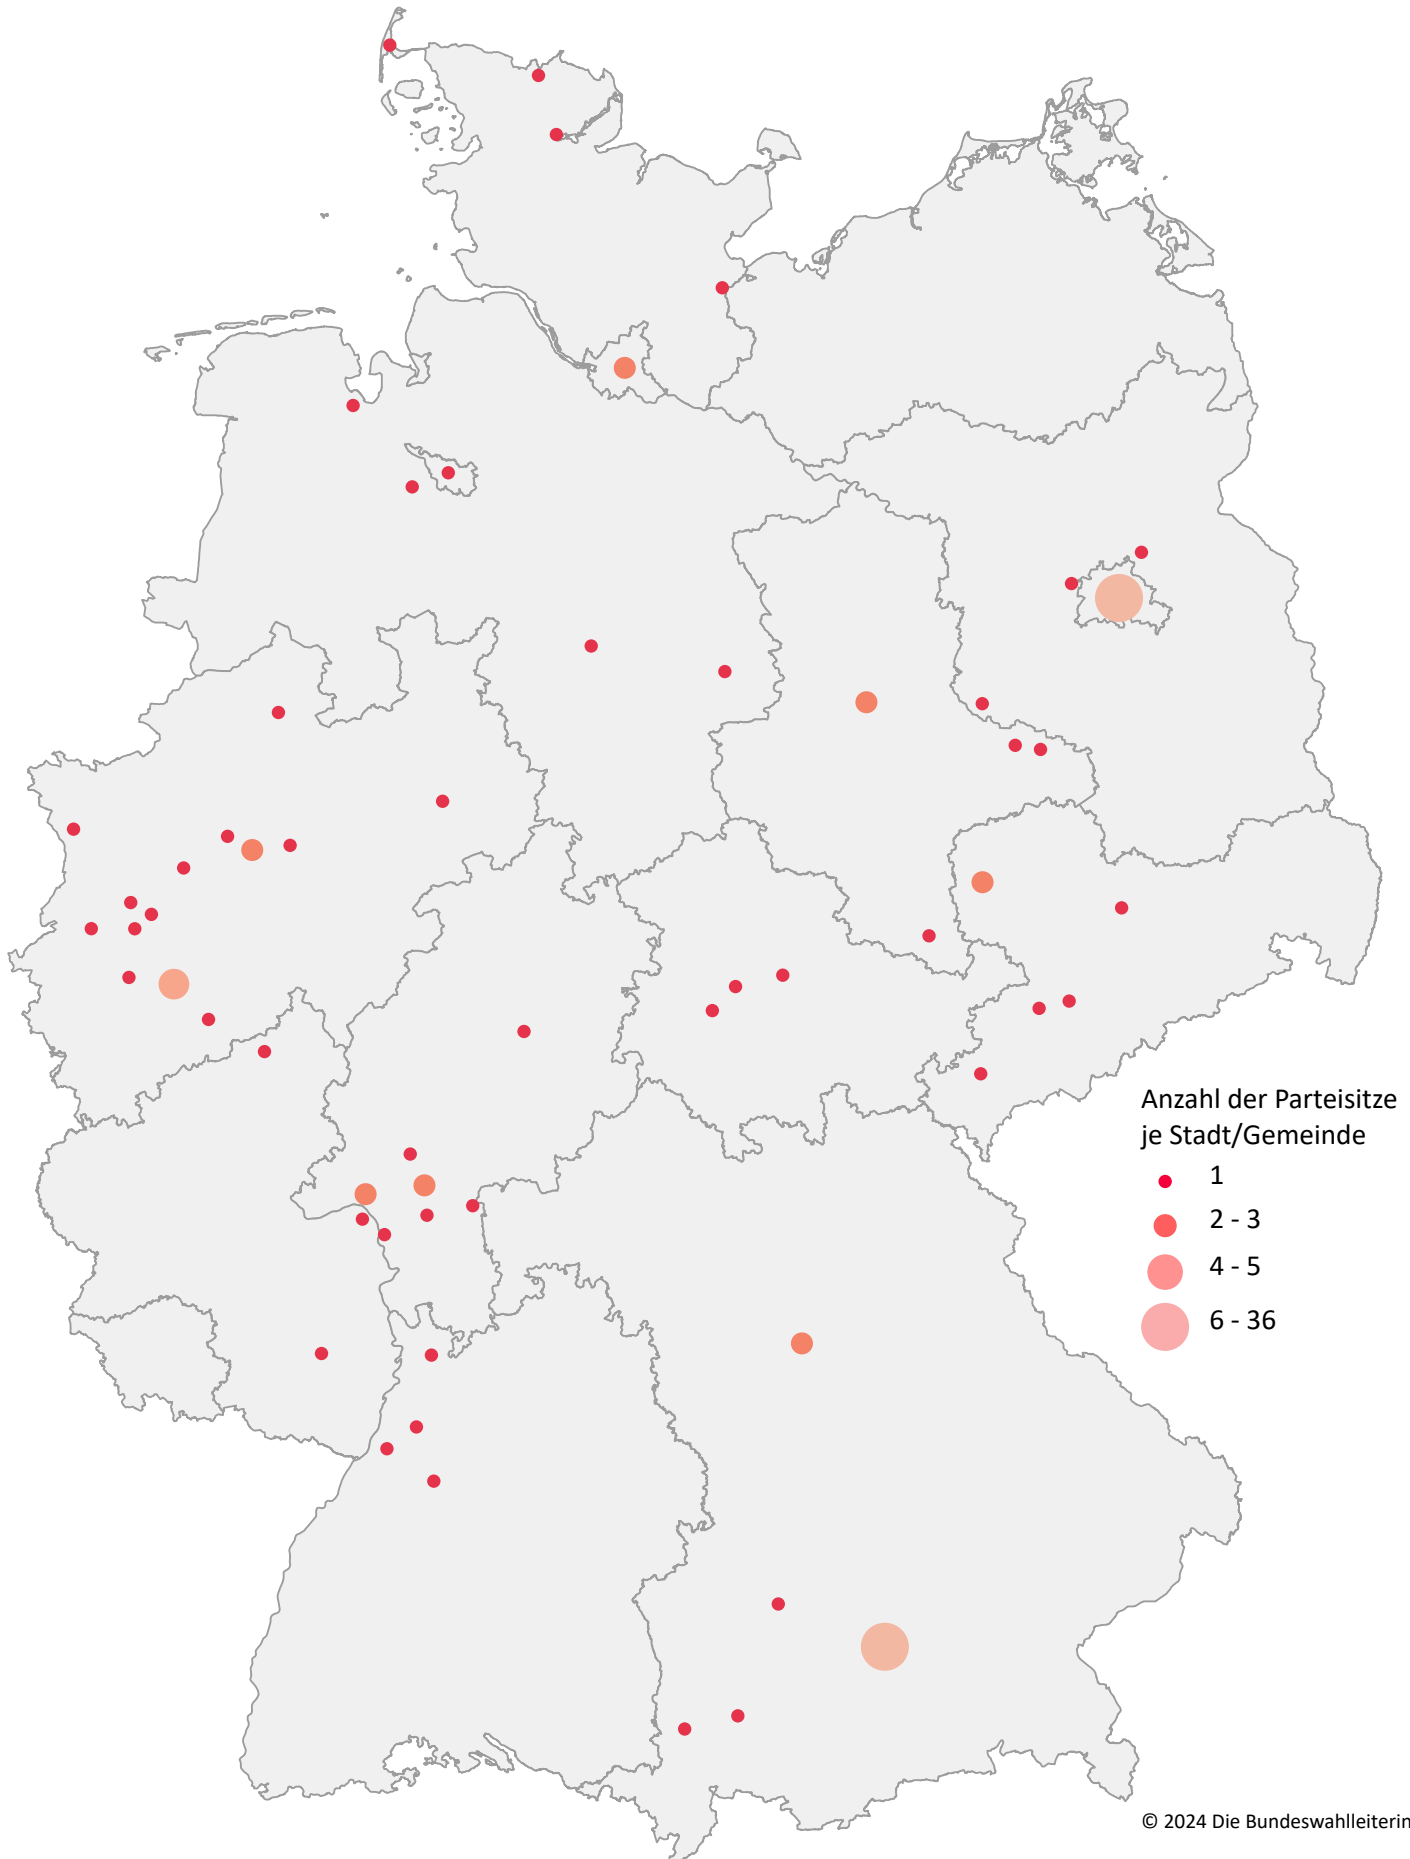 Anzahl der Parteisitze
je Stadt/Gemeinde
1
2 - 3
4 - 5
6 - 36
© 2024 Die Bundeswahlleiterin